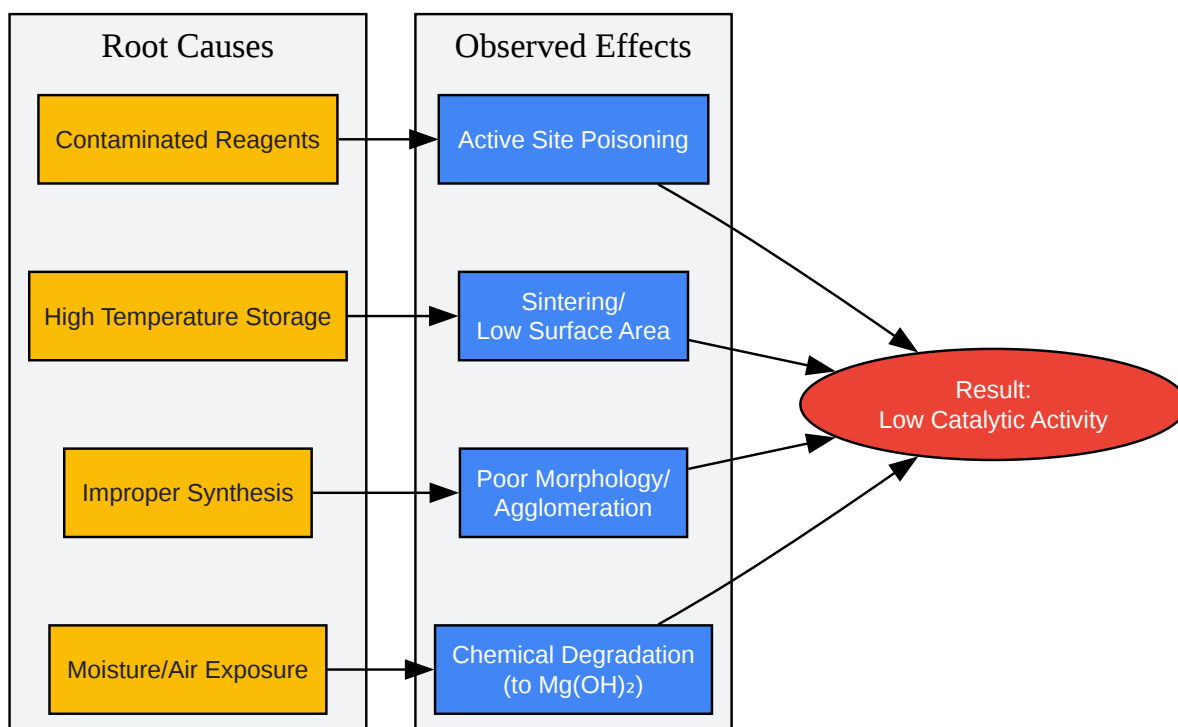 Root Causes
Observed Effects
Contaminated Reagents
Active Site Poisoning
High Temperature Storage
Sintering/
Low Surface Area
Result:
Low Catalytic Activity
Improper Synthesis
Poor Morphology/
Agglomeration
Moisture/Air Exposure
Chemical Degradation
(to Mg(OH)₂)